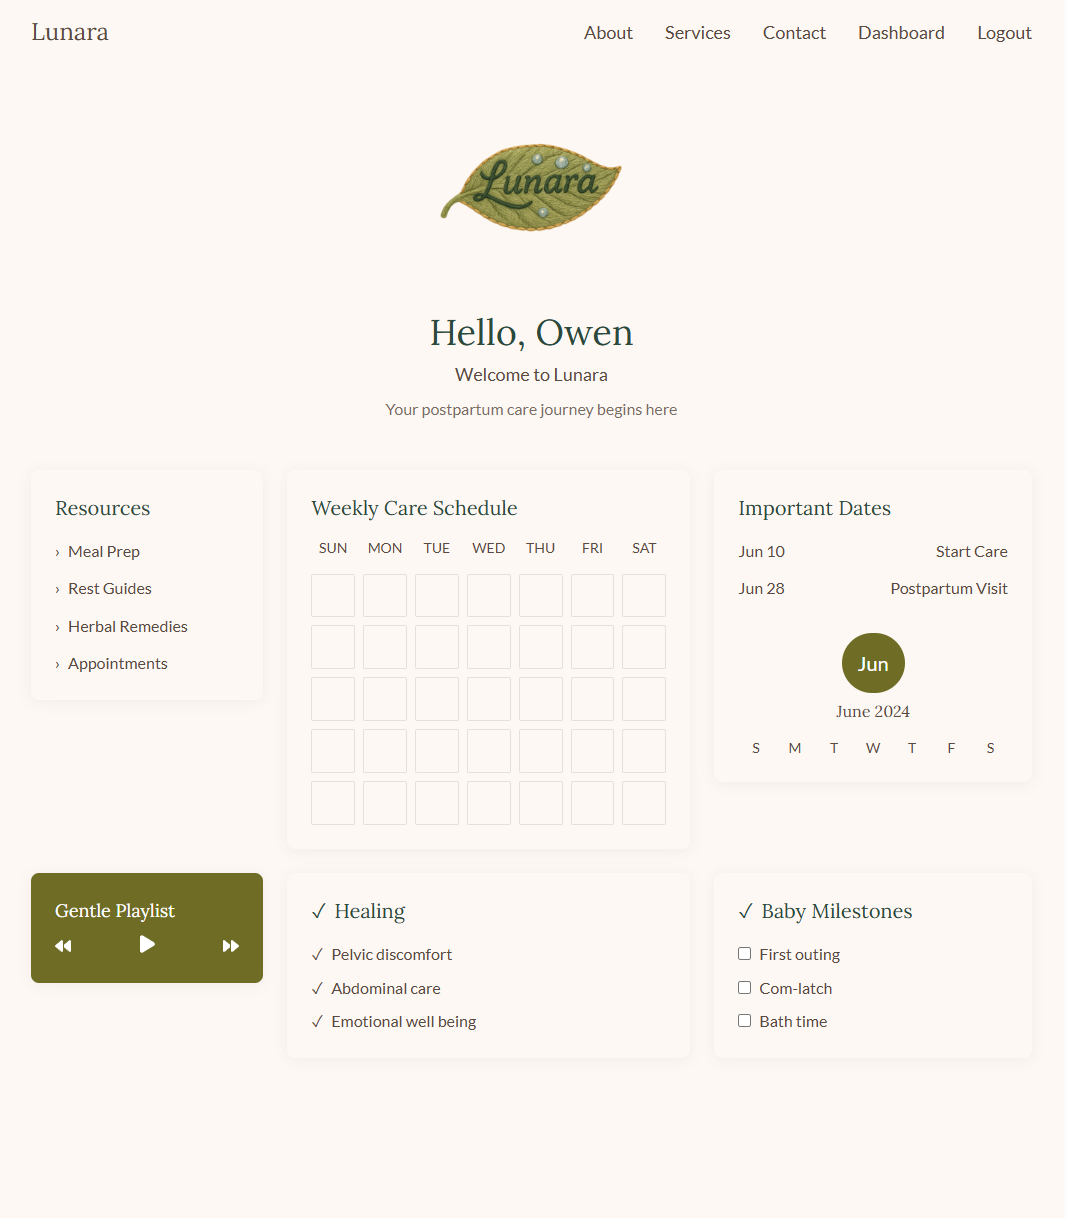 Lunara
About Services Contact Dashboard Logout
Lunara
Hello, Owen
Welcome to Lunara
Your postpartum care journey begins here
Resources
› Meal Prep
› Rest Guides
› Herbal Remedies
› Appointments
Weekly Care Schedule
SUN MON TUE WED THU FRI SAT
Important Dates
Jun 10 Start Care
Jun 28 Postpartum Visit
Jun
June 2024
S M T W T F S
Gentle Playlist
✓ Healing
✓ Pelvic discomfort
✓ Abdominal care
✓ Emotional well being
✓ Baby Milestones
First outing
Com-latch
Bath time